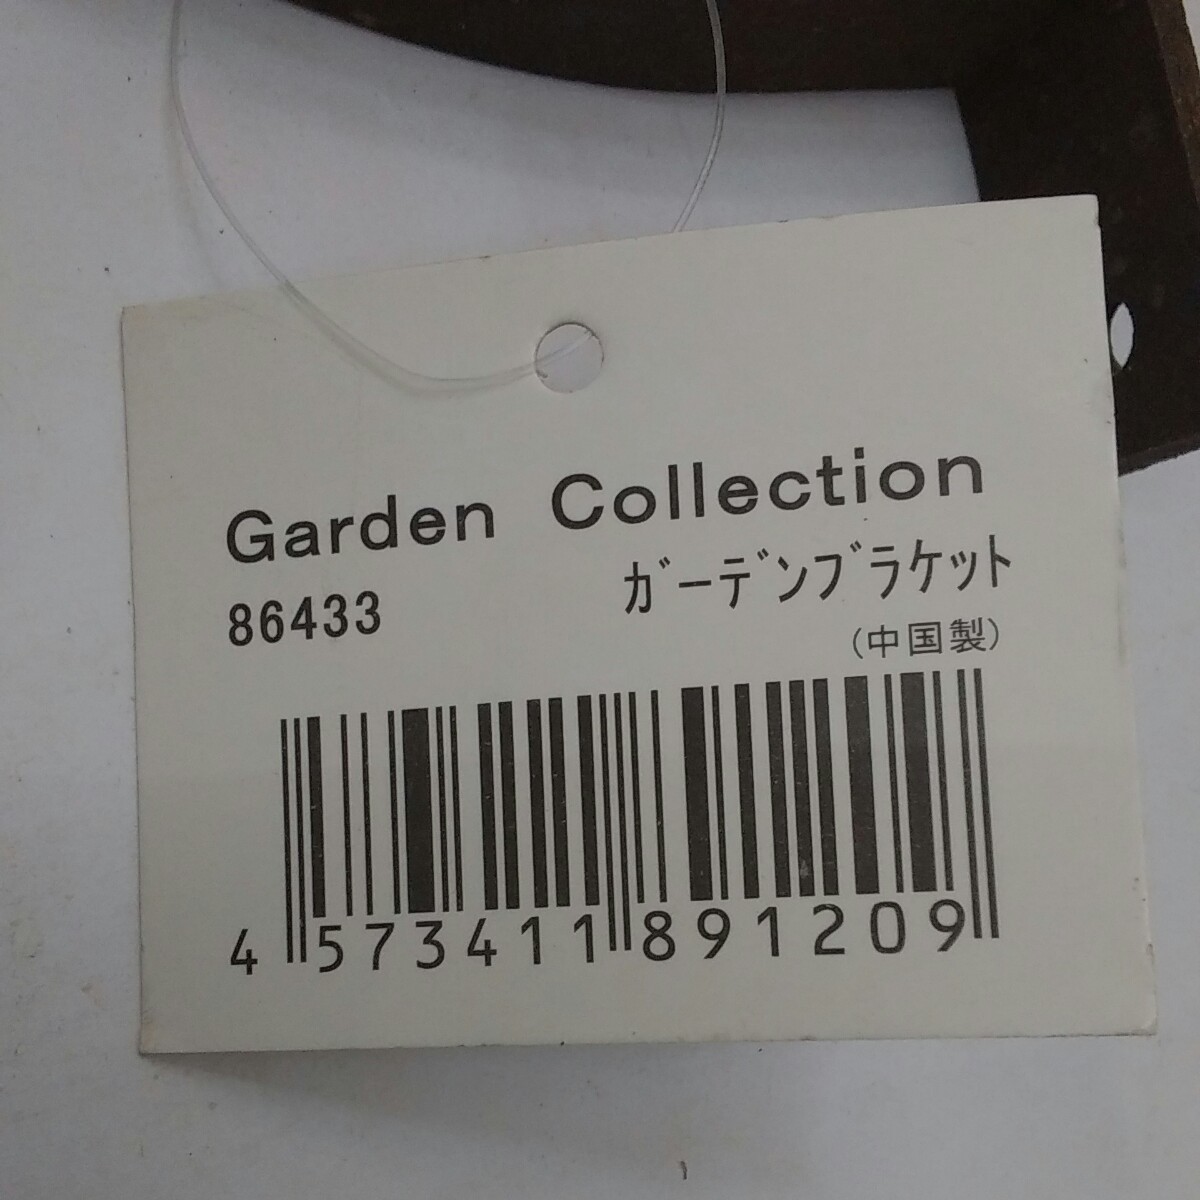 Garden Collection
86433 ｶﾞｰﾃﾞﾝﾌﾞﾗｹｯﾄ
(中国製)
4 573411 891209